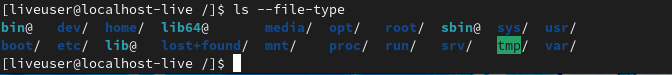 [liveuser@localhost-live /]$ ls --file-type
bin@ dev/ home/ lib64@ media/ opt/ root/ sbin@ sys/ usr/
boot/ etc/ lib@ lost+found/ mnt/ proc/ run/ srv/ tmp/ var/
[liveuser@localhost-live /]$